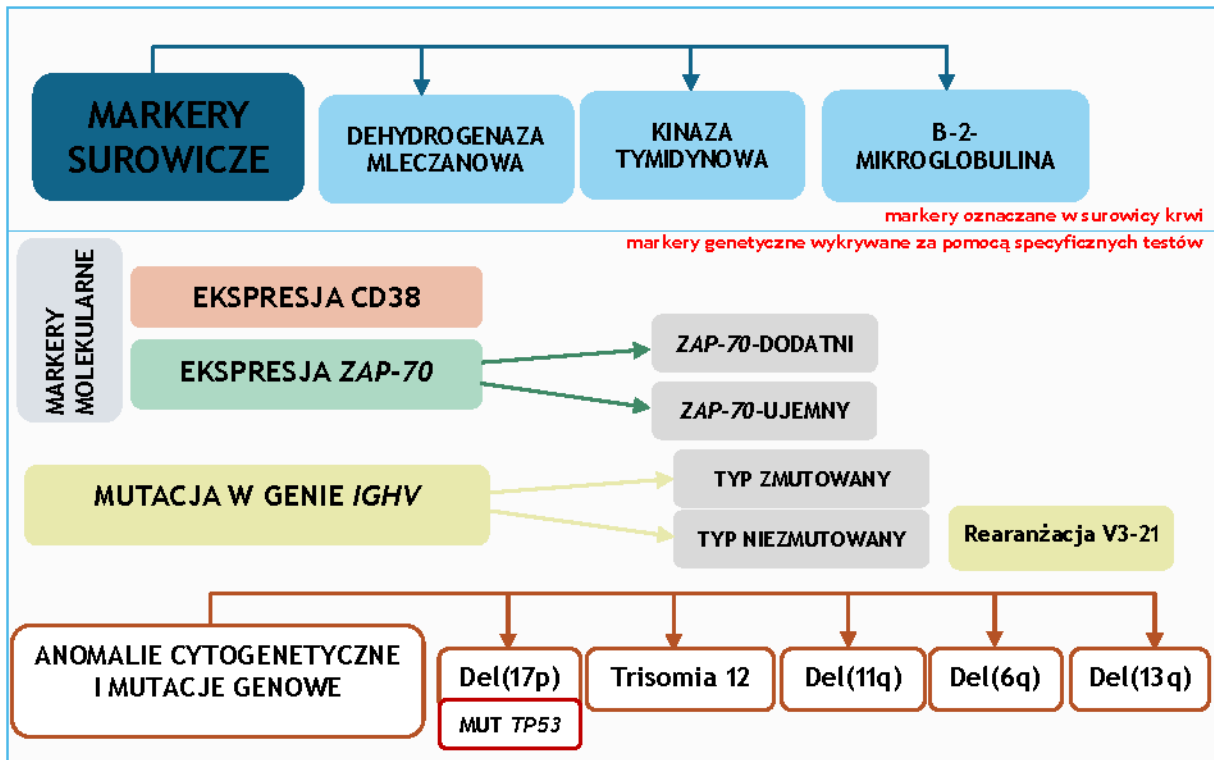 MARKERY
SUROWICZE
DEHYDROGENAZA
MLECZANOWA
KINAZA
TYMIDYNOWA
B-2-
MIKROGLOBULINA
markery oznaczane w surowicy krwi
markery genetyczne wykrywane za pomocą specyficznych testów
MARKERY
MOLEKULARNE
EKSPRESJA CD38
EKSPRESJA ZAP-70
ZAP-70-DODATNI
ZAP-70-UJEMNY
MUTACJA W GENIE IGHV
TYP ZMUTOWANY
TYP NIEZMUTOWANY
Rearanżacja V3-21
ANOMALIE CYTOGENETYCZNE
I MUTACJE GENOWE
Del(17p)
MUT TP53
Trisomia 12
Del(11q)
Del(6q)
Del(13q)